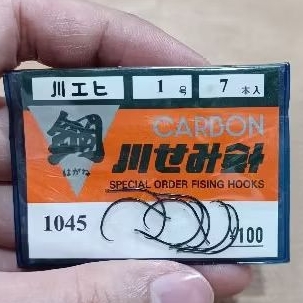 川エヒ 1号 7本入
CARBON
鋼 川せみ針
はがね
SPECIAL ORDER FISING HOOKS
1045
¥100